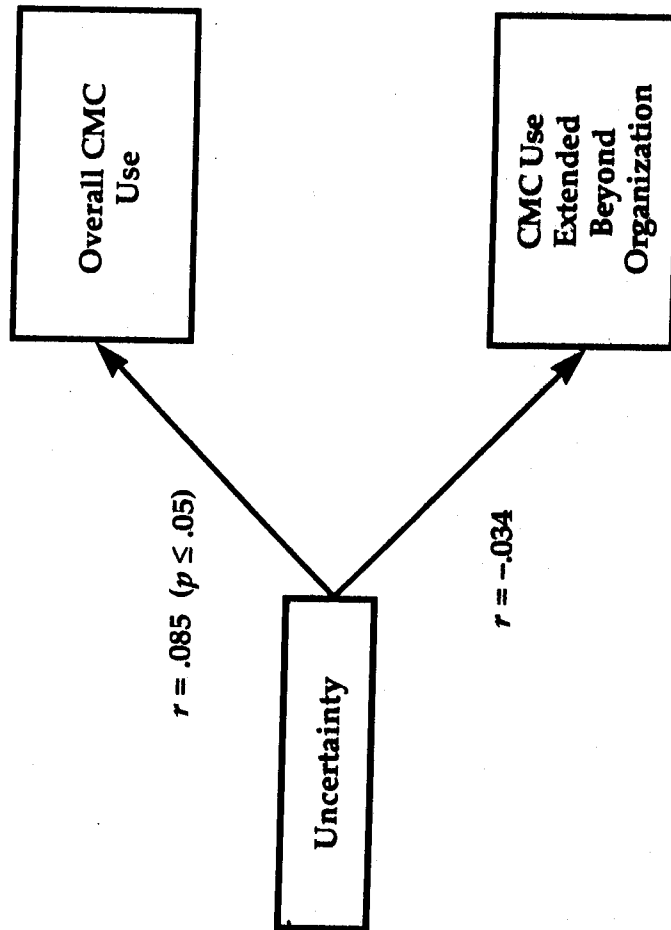 Uncertainty
r = .085 (p ≤ .05)
r = –.034
Overall CMC
Use
CMC Use
Extended
Beyond
Organization